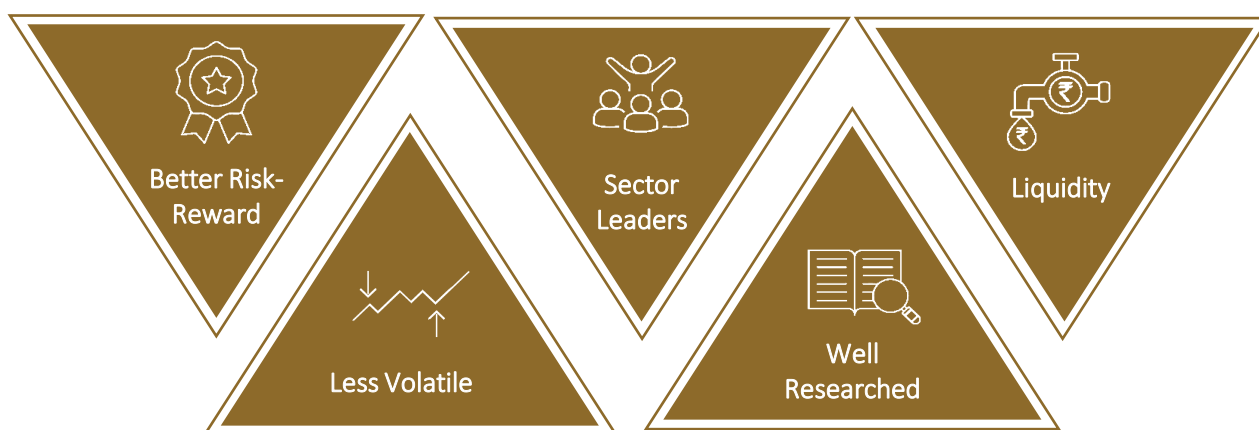 Better Risk-
Reward
Less Volatile
Sector
Leaders
Well
Researched
₹
₹
Liquidity